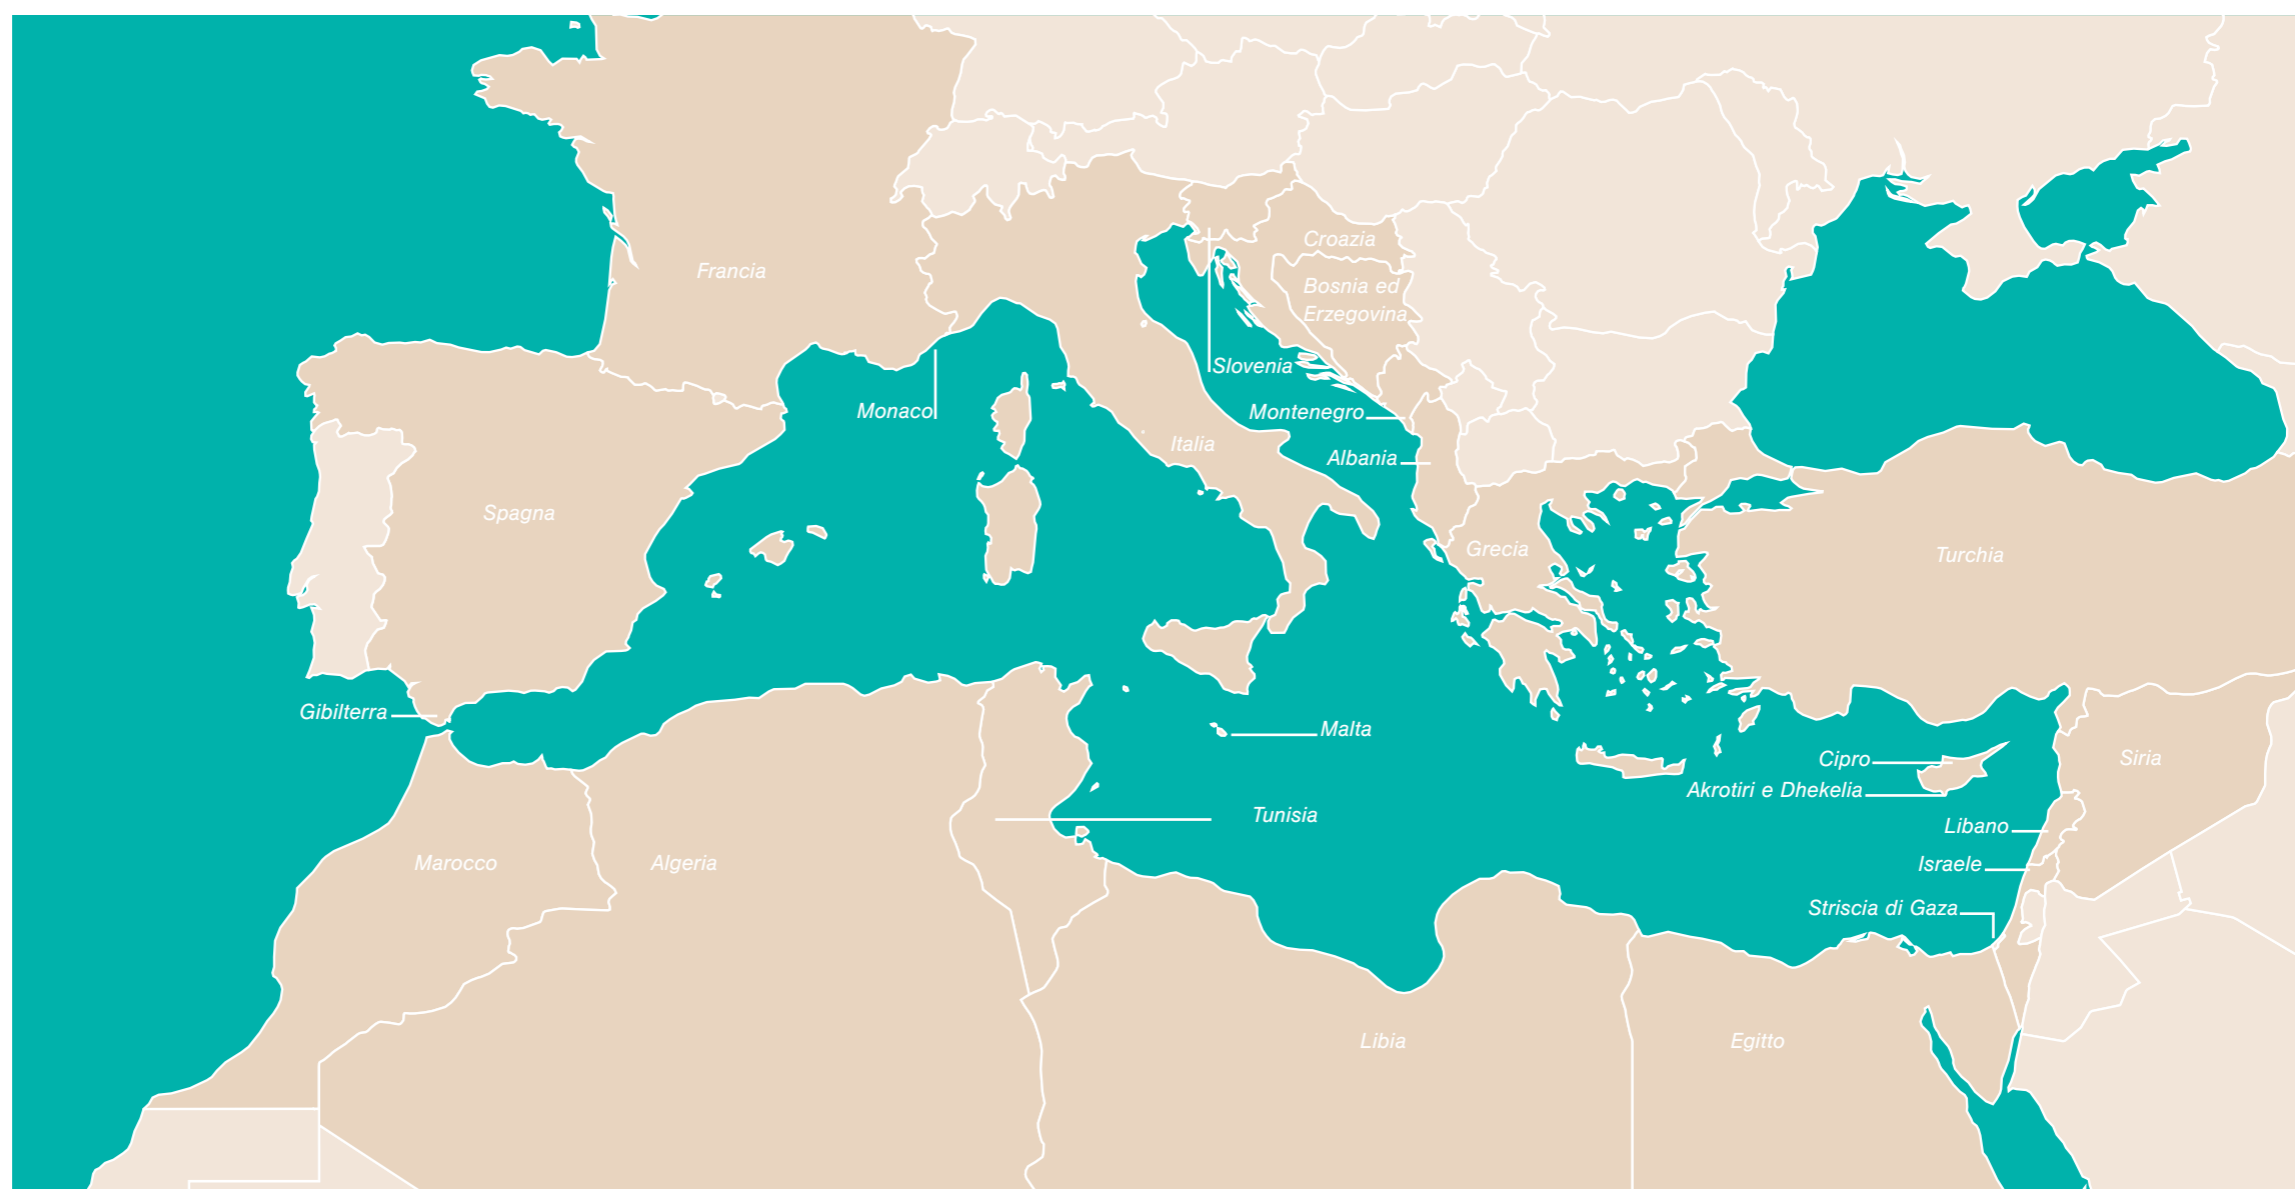 Croazia
Francia
Bosnia ed
Erzegovina
Slovenia
Monaco
Montenegro
Italia
Albania
Spagna
Grecia
Turchia
Gibilterra
Malta
Cipro
Siria
Akrotiri e Dhekelia
Tunisia
Libano
Marocco
Algeria
Israele
Striscia di Gaza
Libia
Egitto